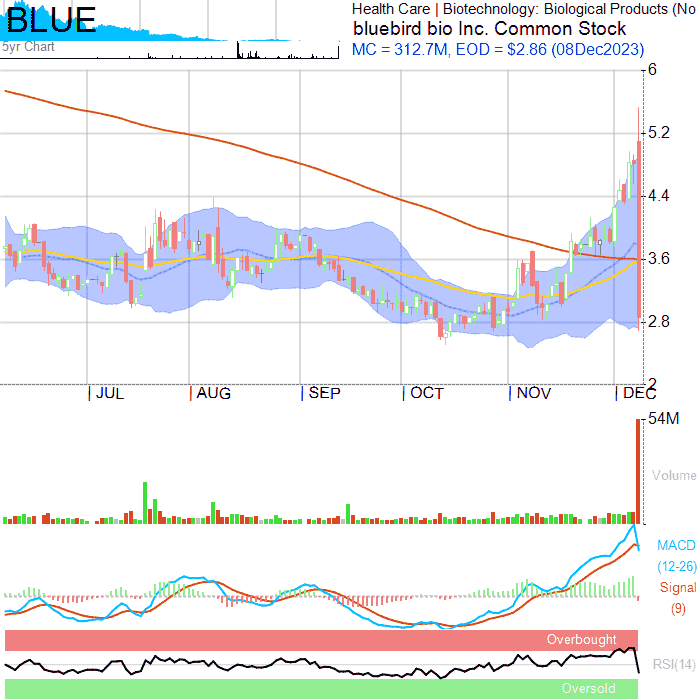 BLUE
5yr Chart
Health Care | Biotechnology: Biological Products (No
bluebird bio Inc. Common Stock
MC = 312.7M, EOD = $2.86 (08Dec2023)
6
5.2
4.4
3.6
2.8
2
JUL AUG SEP OCT NOV DEC
54M
Volume
MACD
(12-26)
Signal
(9)
Overbought
RSI(14)
Oversold